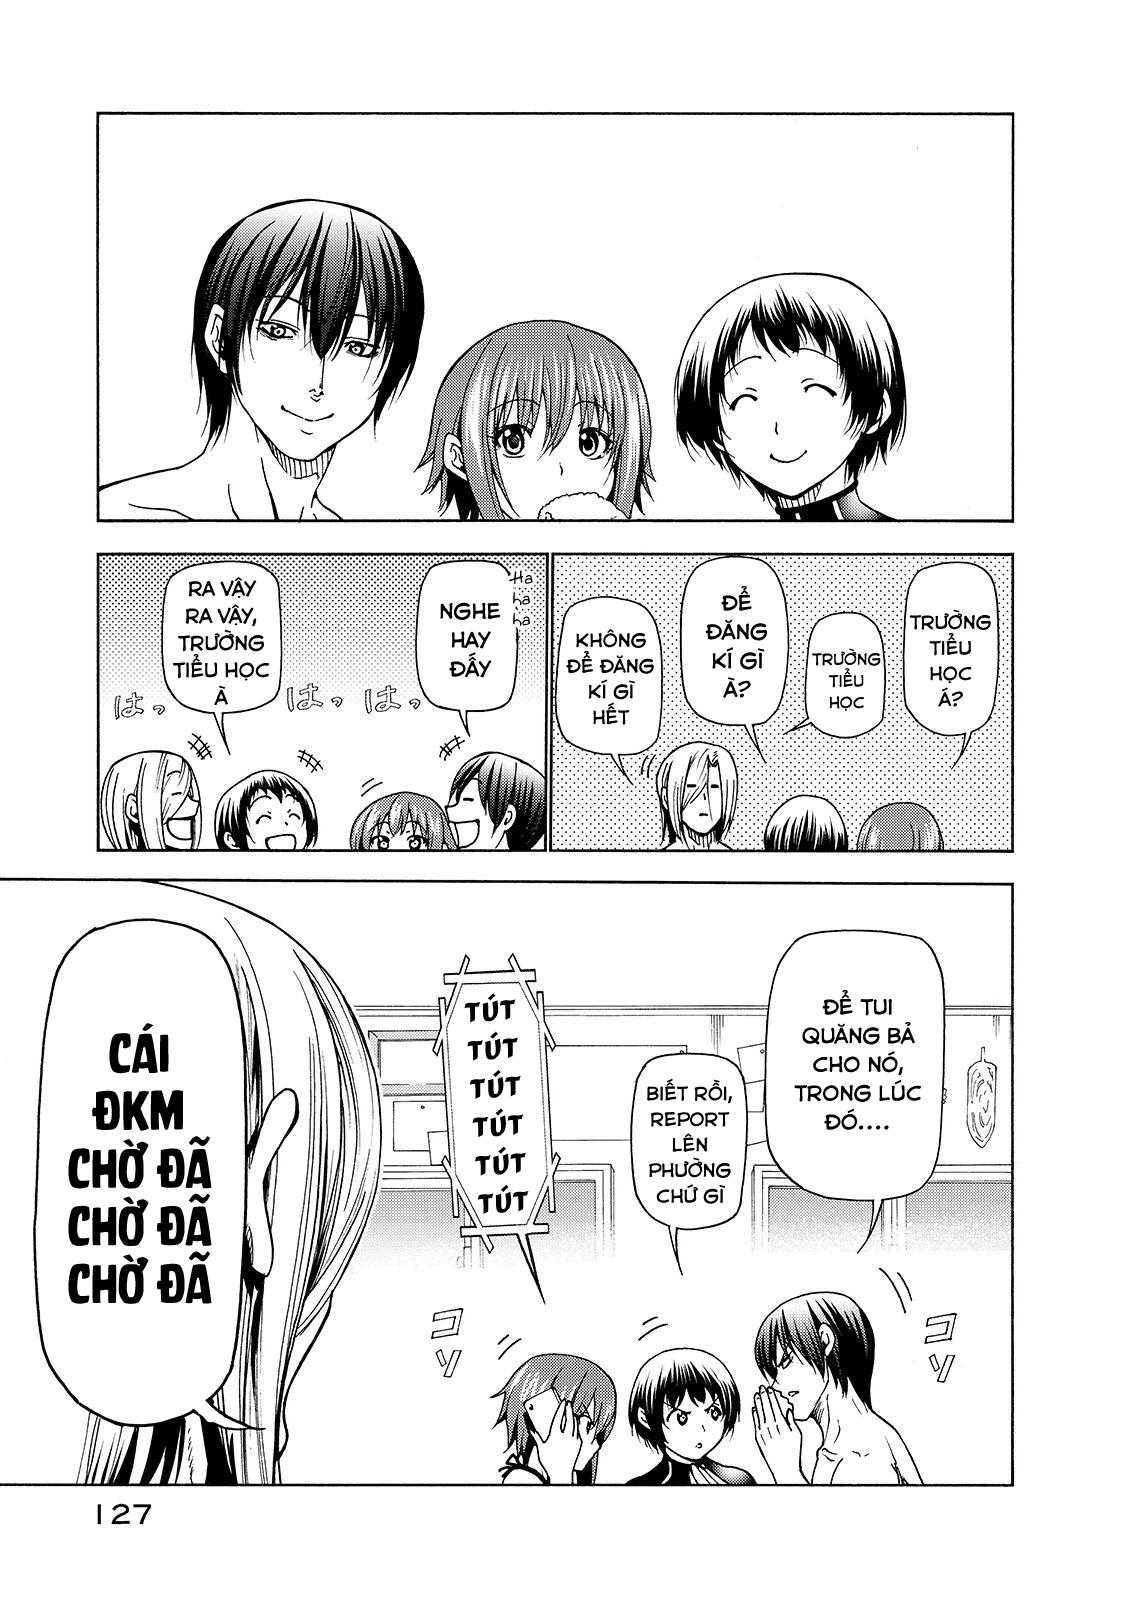 TRƯỜNG
TIỂU
HỌC
Á?
TRƯỜNG
TIỂU
HỌC
ĐỂ
ĐĂNG
KÍ GÌ
À?
KHÔNG
ĐỂ ĐĂNG
KÍ GÌ
HẾT
Ha
ha
ha
NGHE
HAY
ĐẤY
RA VẬY
RA VẬY,
TRƯỜNG
TIỂU HỌC
À
はっ
はっ
はっ
ĐỂ TUI
QUĂNG BẢ
CHO NÓ,
TRONG LÚC
ĐÓ....
BIẾT RỒI,
REPORT
LÊN
PHƯỜNG
CHỨ GÌ
TÚT
TÚT
TÚT
TÚT
TÚT
TÚT
コソ
コソ
CÁI
ĐKM
CHỜ ĐÃ
CHỜ ĐÃ
CHỜ ĐÃ
127